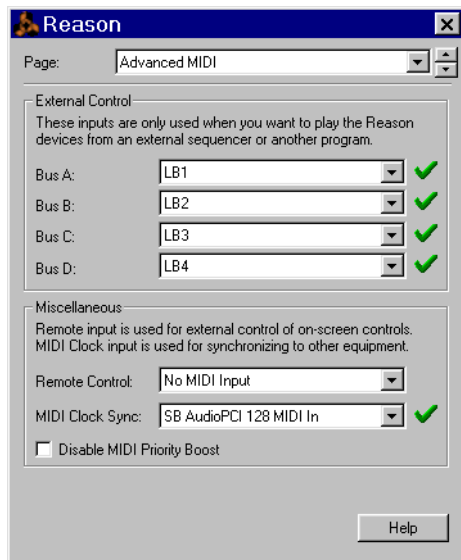 Reason
Page: Advanced MIDI
External Control
These inputs are only used when you want to play the Reason
devices from an external sequencer or another program.
Bus A: LB1
Bus B: LB2
Bus C: LB3
Bus D: LB4
Miscellaneous
Remote input is used for external control of on-screen controls.
MIDI Clock input is used for synchronizing to other equipment.
Remote Control: No MIDI Input
MIDI Clock Sync: SB AudioPCI 128 MIDI In
Disable MIDI Priority Boost
Help